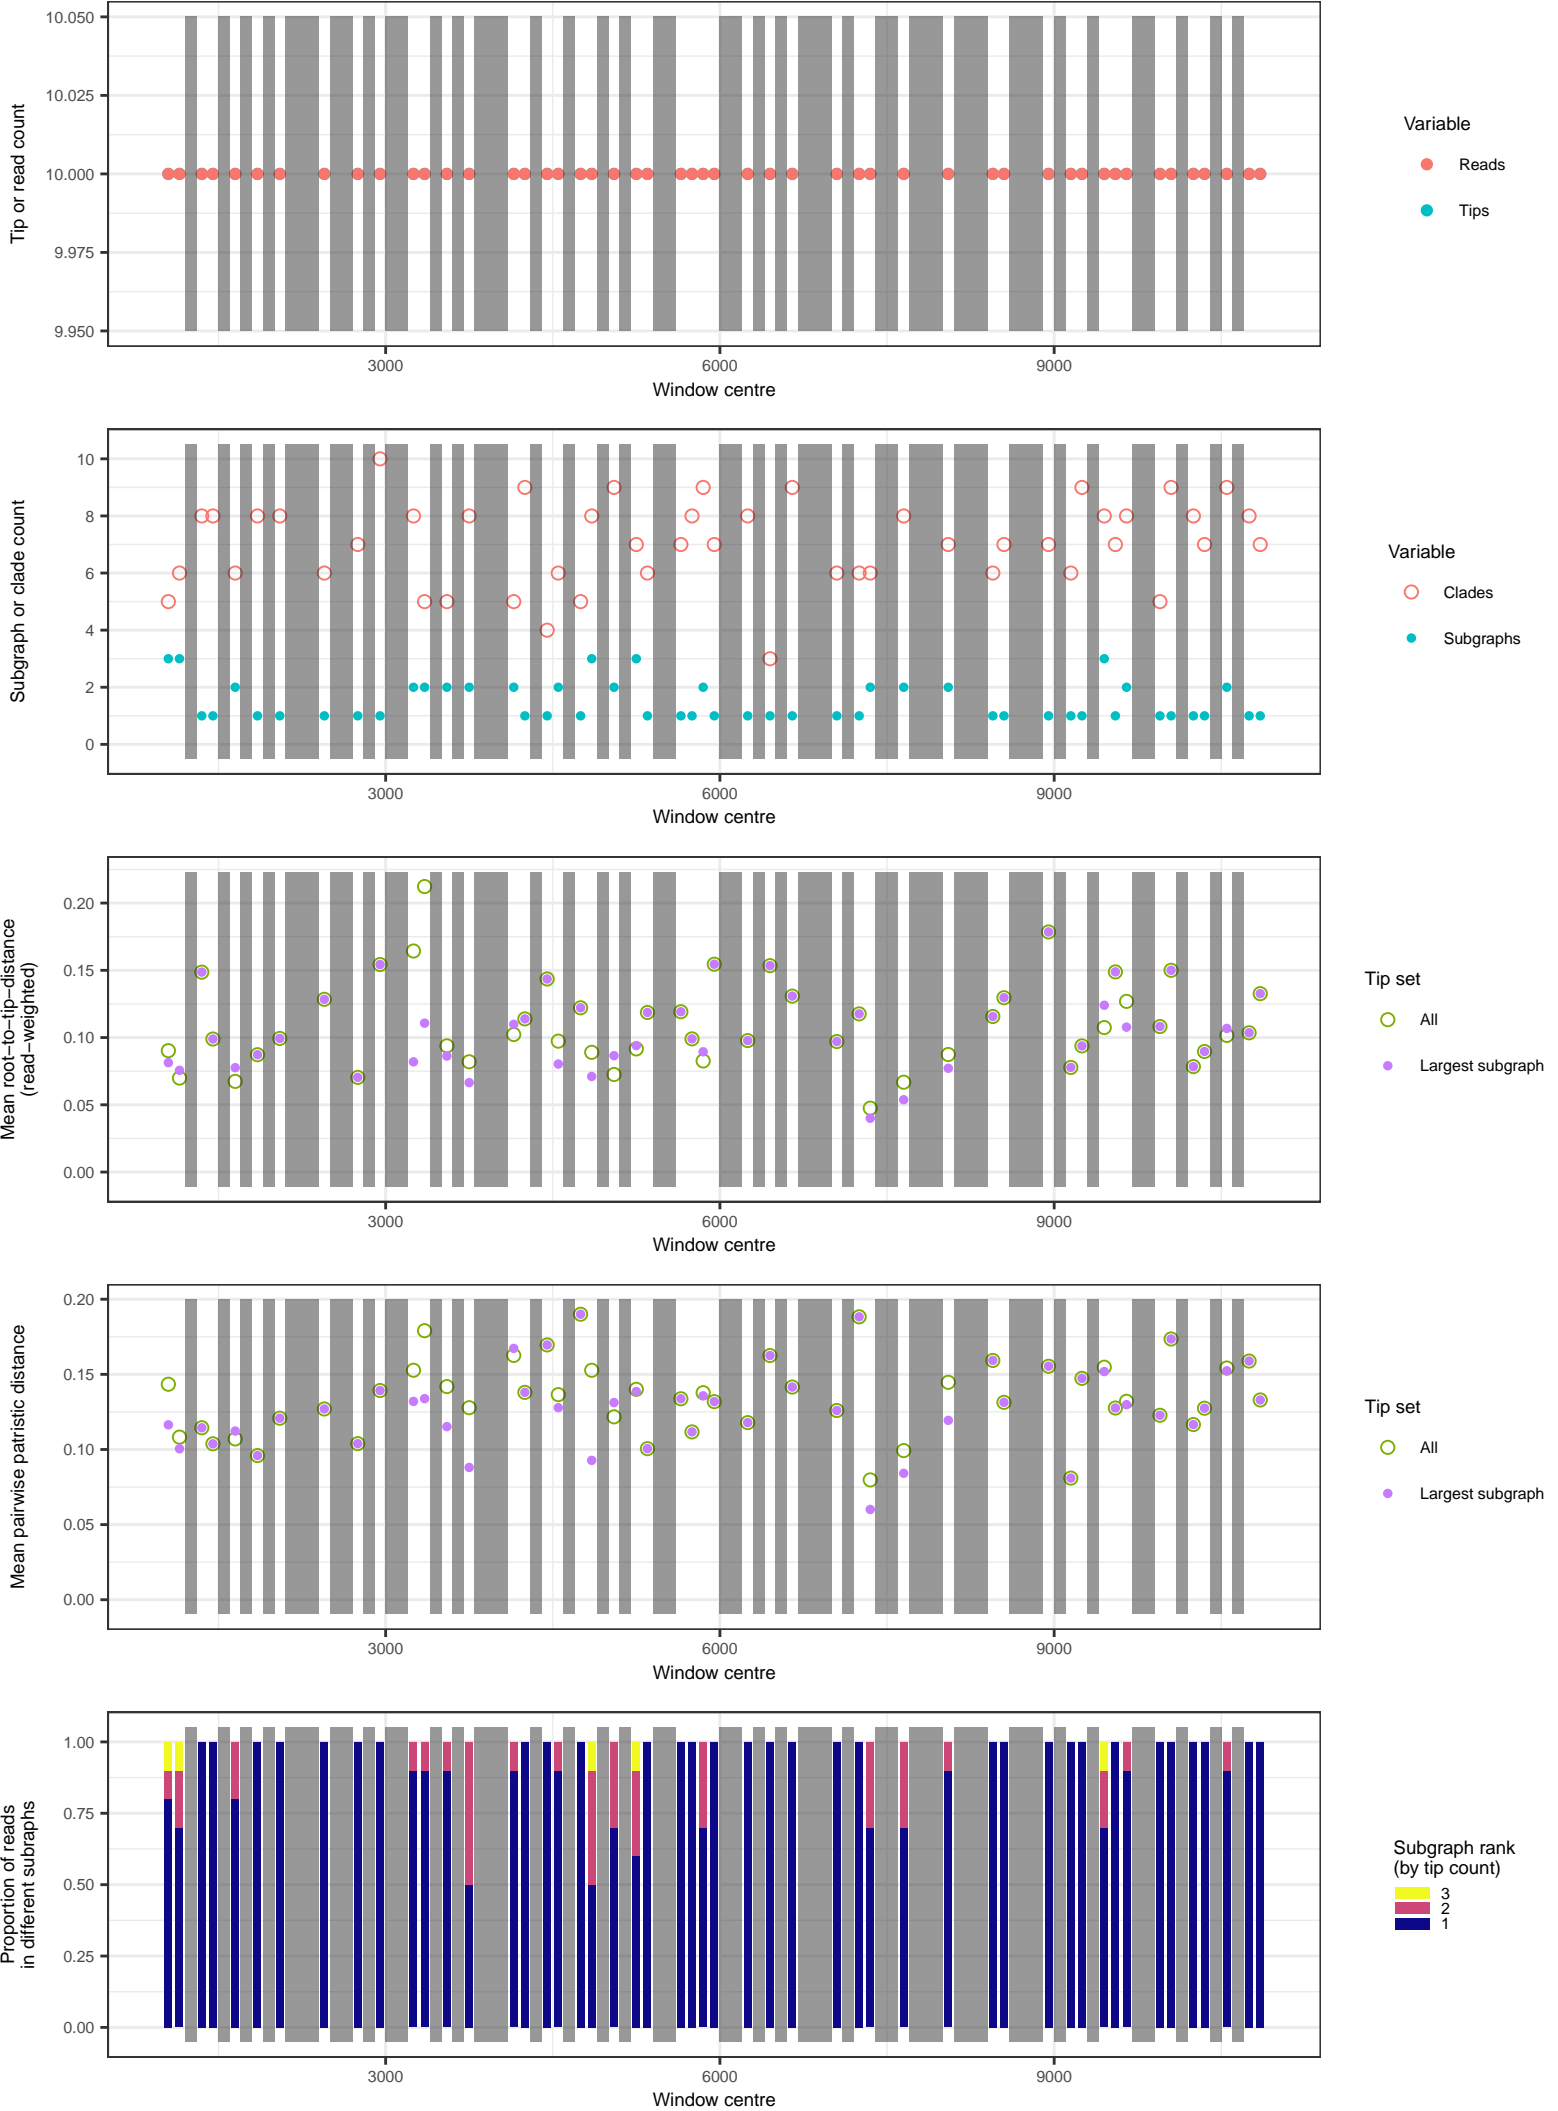 10.050
10.025
10.000
9.975
9.950
Tip or read count
3000 6000 9000
Window centre
Variable
Reads
Tips
10
8
6
4
2
0
Subgraph or clade count
3000 6000 9000
Window centre
Variable
Clades
Subgraphs
0.20
0.15
0.10
0.05
0.00
Mean root−to−tip−distance
(read−weighted)
3000 6000 9000
Window centre
Tip set
All
Largest subgraph
0.20
0.15
0.10
0.05
0.00
Mean pairwise patristic distance
3000 6000 9000
Window centre
Tip set
All
Largest subgraph
1.00
0.75
0.50
0.25
0.00
Proportion of reads
in different subraphs
3000 6000 9000
Window centre
Subgraph rank
(by tip count)
3
2
1